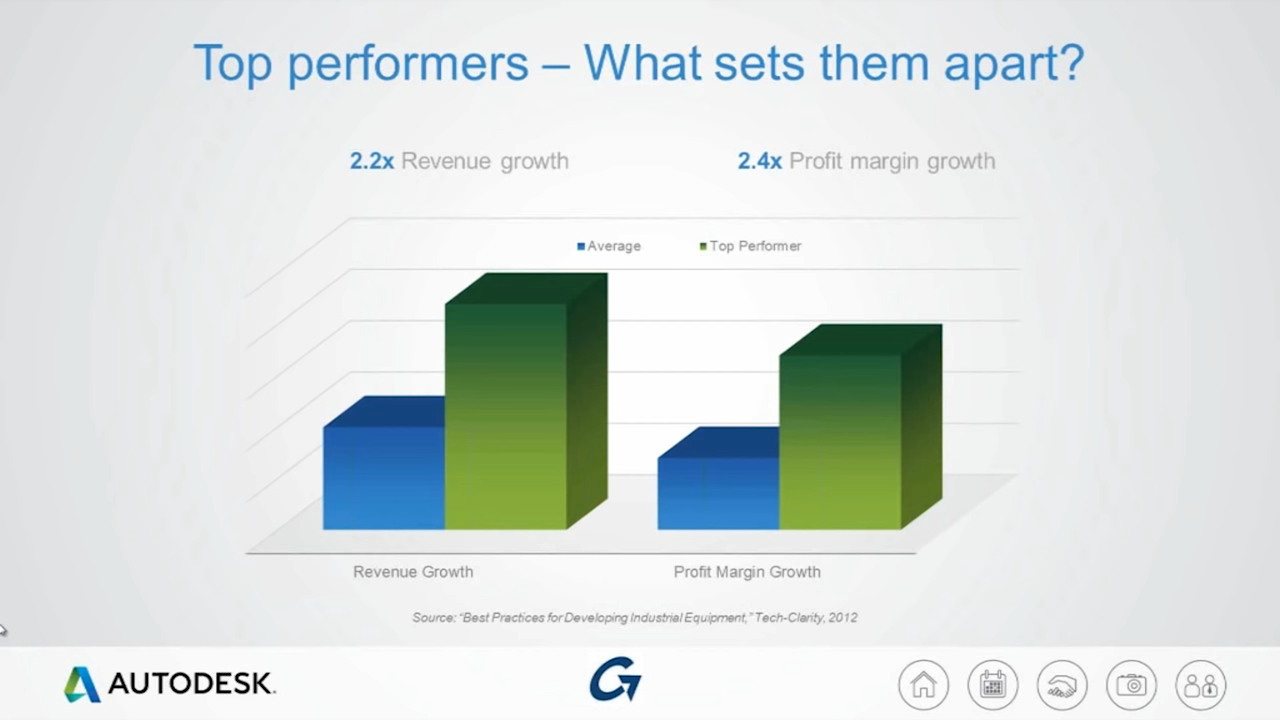 Top performers – What sets them apart?
2.2x Revenue growth
2.4x Profit margin growth
Average
Top Performer
Revenue Growth
Profit Margin Growth
Source: “Best Practices for Developing Industrial Equipment,” Tech-Clarity, 2012
AUTODESK.
G